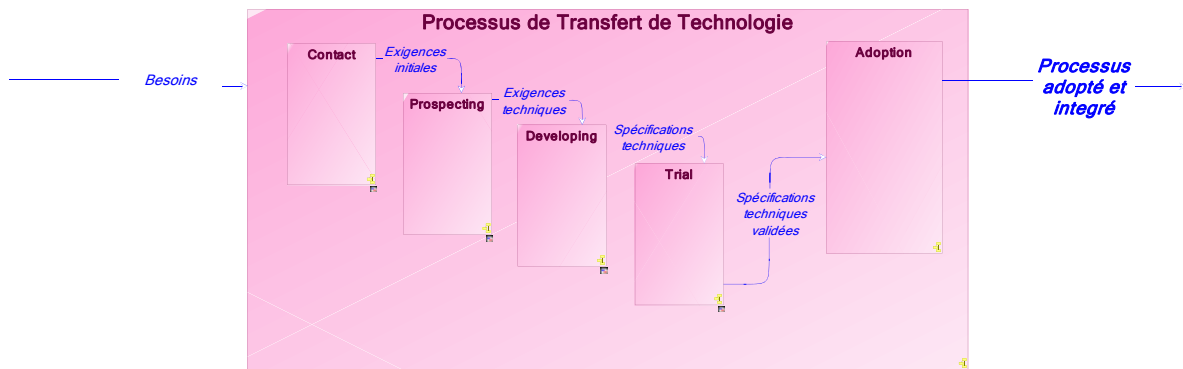 Processus de Transfert de Technologie
Besoins
Contact
Exigences
initiales
Prospecting
Exigences
techniques
Developing
Spécifications
techniques
Trial
Spécifications
techniques
validées
Adoption
Processus
adopté et
integré